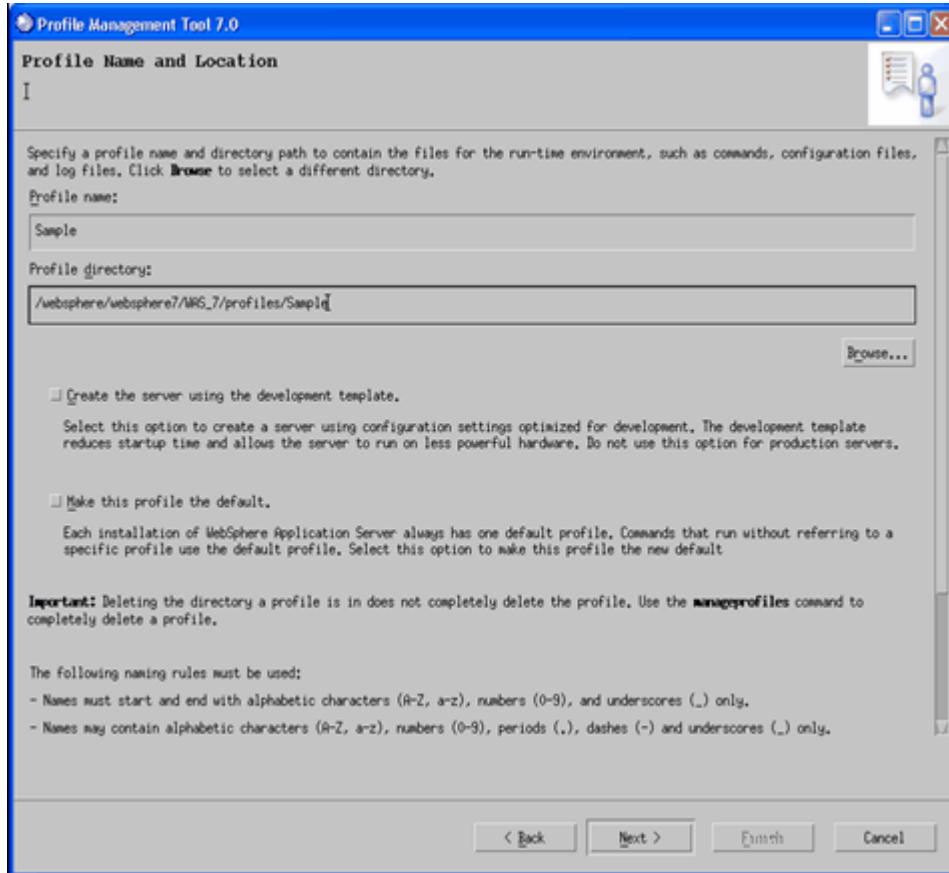 Profile Management Tool 7.0
Profile Name and Location
Specify a profile name and directory path to contain the files for the run-time environment, such as commands, configuration files,
and log files. Click Browse to select a different directory.
Profile name:
Sample
Profile directory:
/websphere/websphere7/WAS_7/profiles/Sample
Browse...
Create the server using the development template.
Select this option to create a server using configuration settings optimized for development. The development template
reduces startup time and allows the server to run on less powerful hardware. Do not use this option for production servers.
Make this profile the default.
Each installation of WebSphere Application Server always has one default profile. Commands that run without referring to a
specific profile use the default profile. Select this option to make this profile the new default
Important: Deleting the directory a profile is in does not completely delete the profile. Use the manageprofiles command to
completely delete a profile.
The following naming rules must be used:
- Names must start and end with alphabetic characters (A-Z, a-z), numbers (0-9), and underscores (_) only.
- Names may contain alphabetic characters (A-Z, a-z), numbers (0-9), periods (.), dashes (-) and underscores (_) only.
< Back
Next >
Finish
Cancel